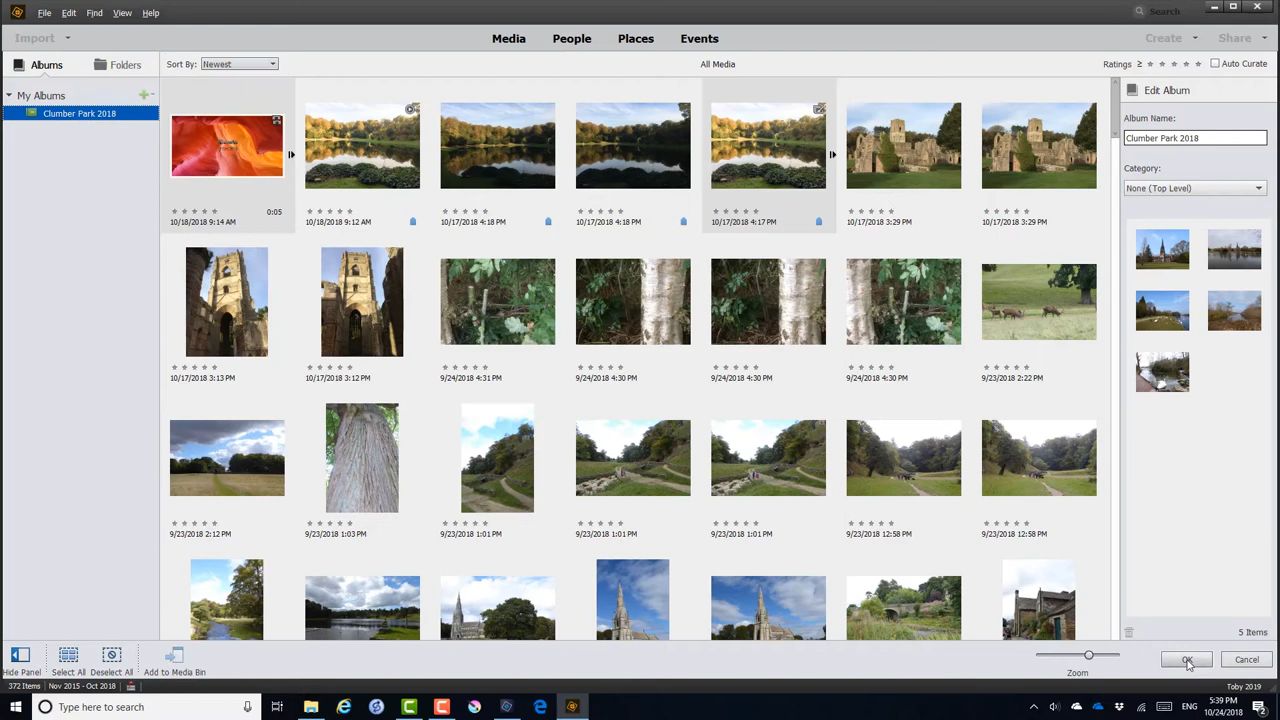 File Edit Find View Help
Search
Import Media People Places Events Create Share
Albums Folders Sort By: Newest All Media Ratings ≥ Auto Curate
My Albums
Clumber Park 2018
Edit Album
Album Name:
Clumber Park 2018
Category:
None (Top Level)
0:05
10/18/2018 9:14 AM 10/18/2018 9:12 AM 10/17/2018 4:18 PM 10/17/2018 4:18 PM 10/17/2018 4:17 PM 10/17/2018 3:29 PM 10/17/2018 3:29 PM
10/17/2018 3:13 PM 10/17/2018 3:12 PM 9/24/2018 4:31 PM 9/24/2018 4:30 PM 9/24/2018 4:30 PM 9/24/2018 4:30 PM 9/23/2018 2:22 PM
9/23/2018 2:12 PM 9/23/2018 1:03 PM 9/23/2018 1:01 PM 9/23/2018 1:01 PM 9/23/2018 1:01 PM 9/23/2018 12:58 PM 9/23/2018 12:58 PM
5 Items
OK Cancel
Hide Panel Select All Deselect All Add to Media Bin Zoom
372 Items Nov 2015 - Oct 2018 Toby 2019
Type here to search
ENG
5:39 PM
10/24/2018
2